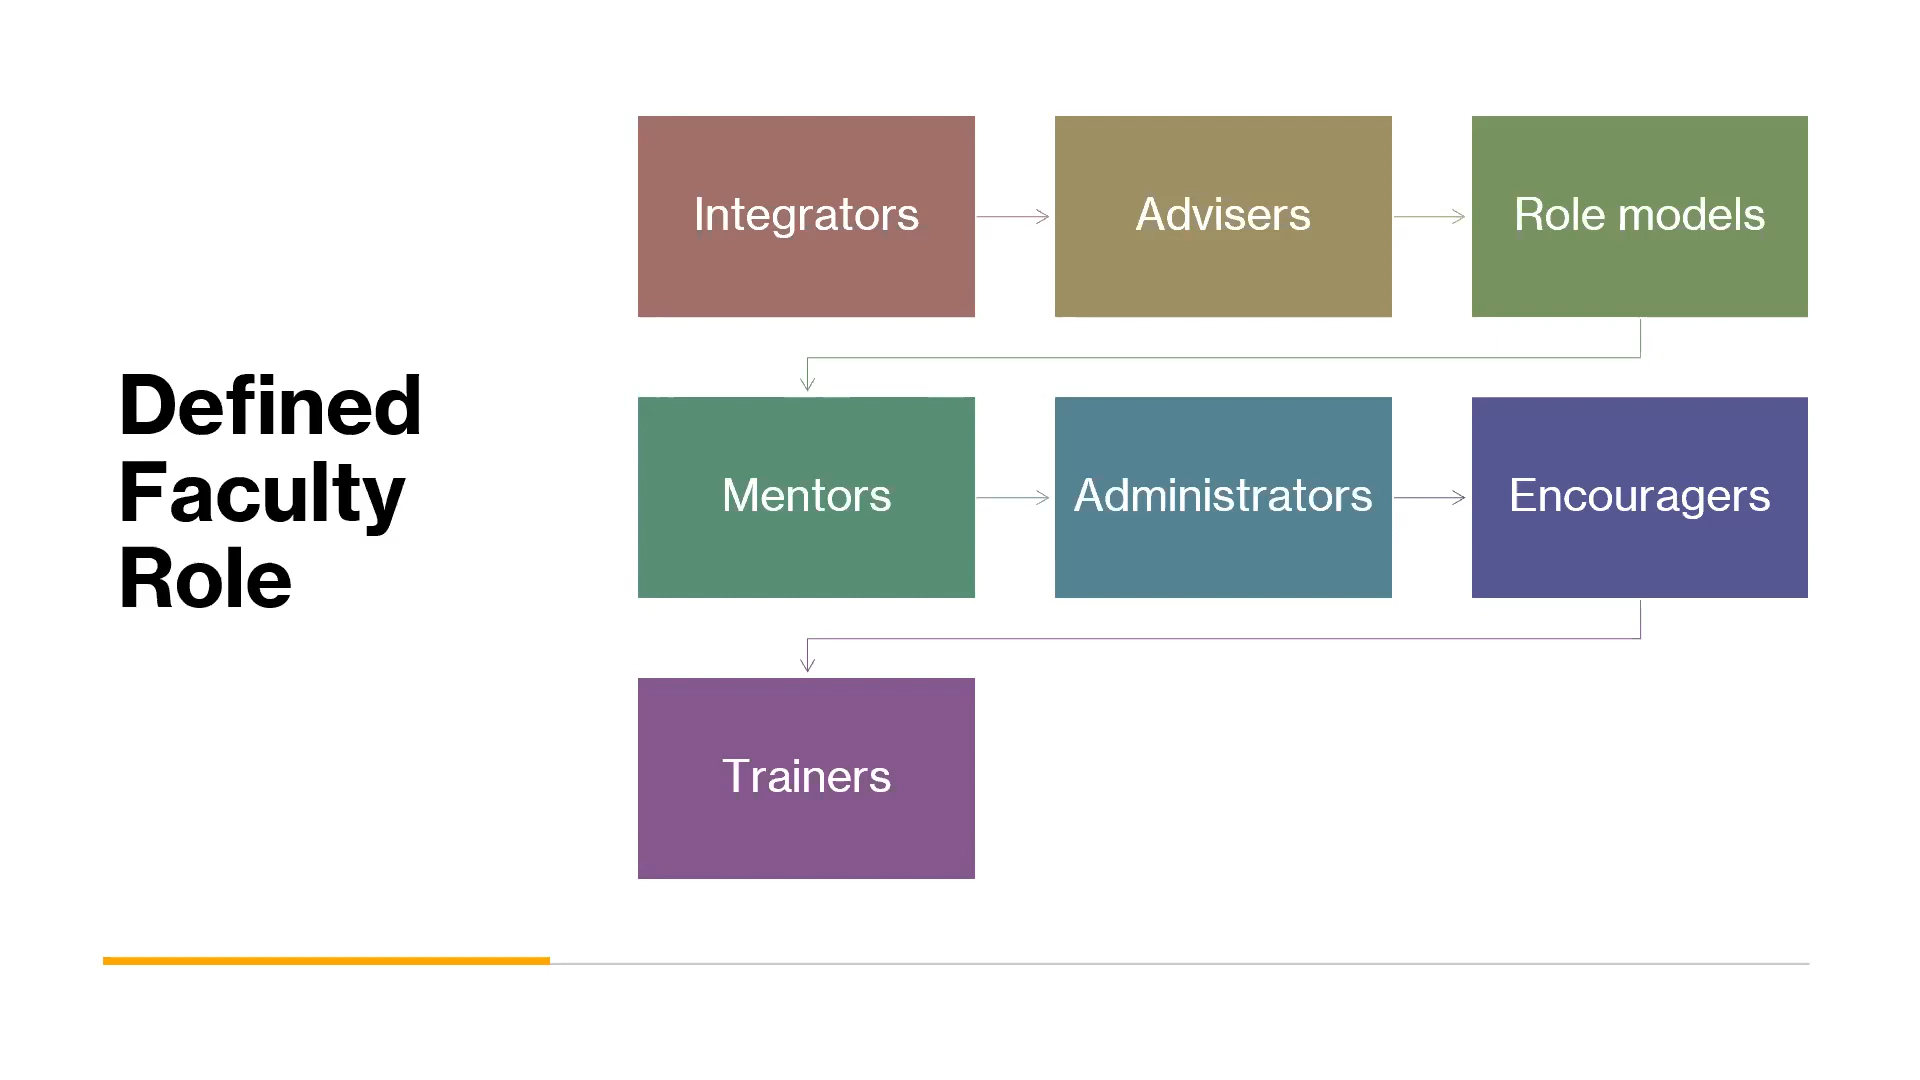 Defined
Faculty
Role
Integrators
Advisers
Role models
Mentors
Administrators
Encouragers
Trainers